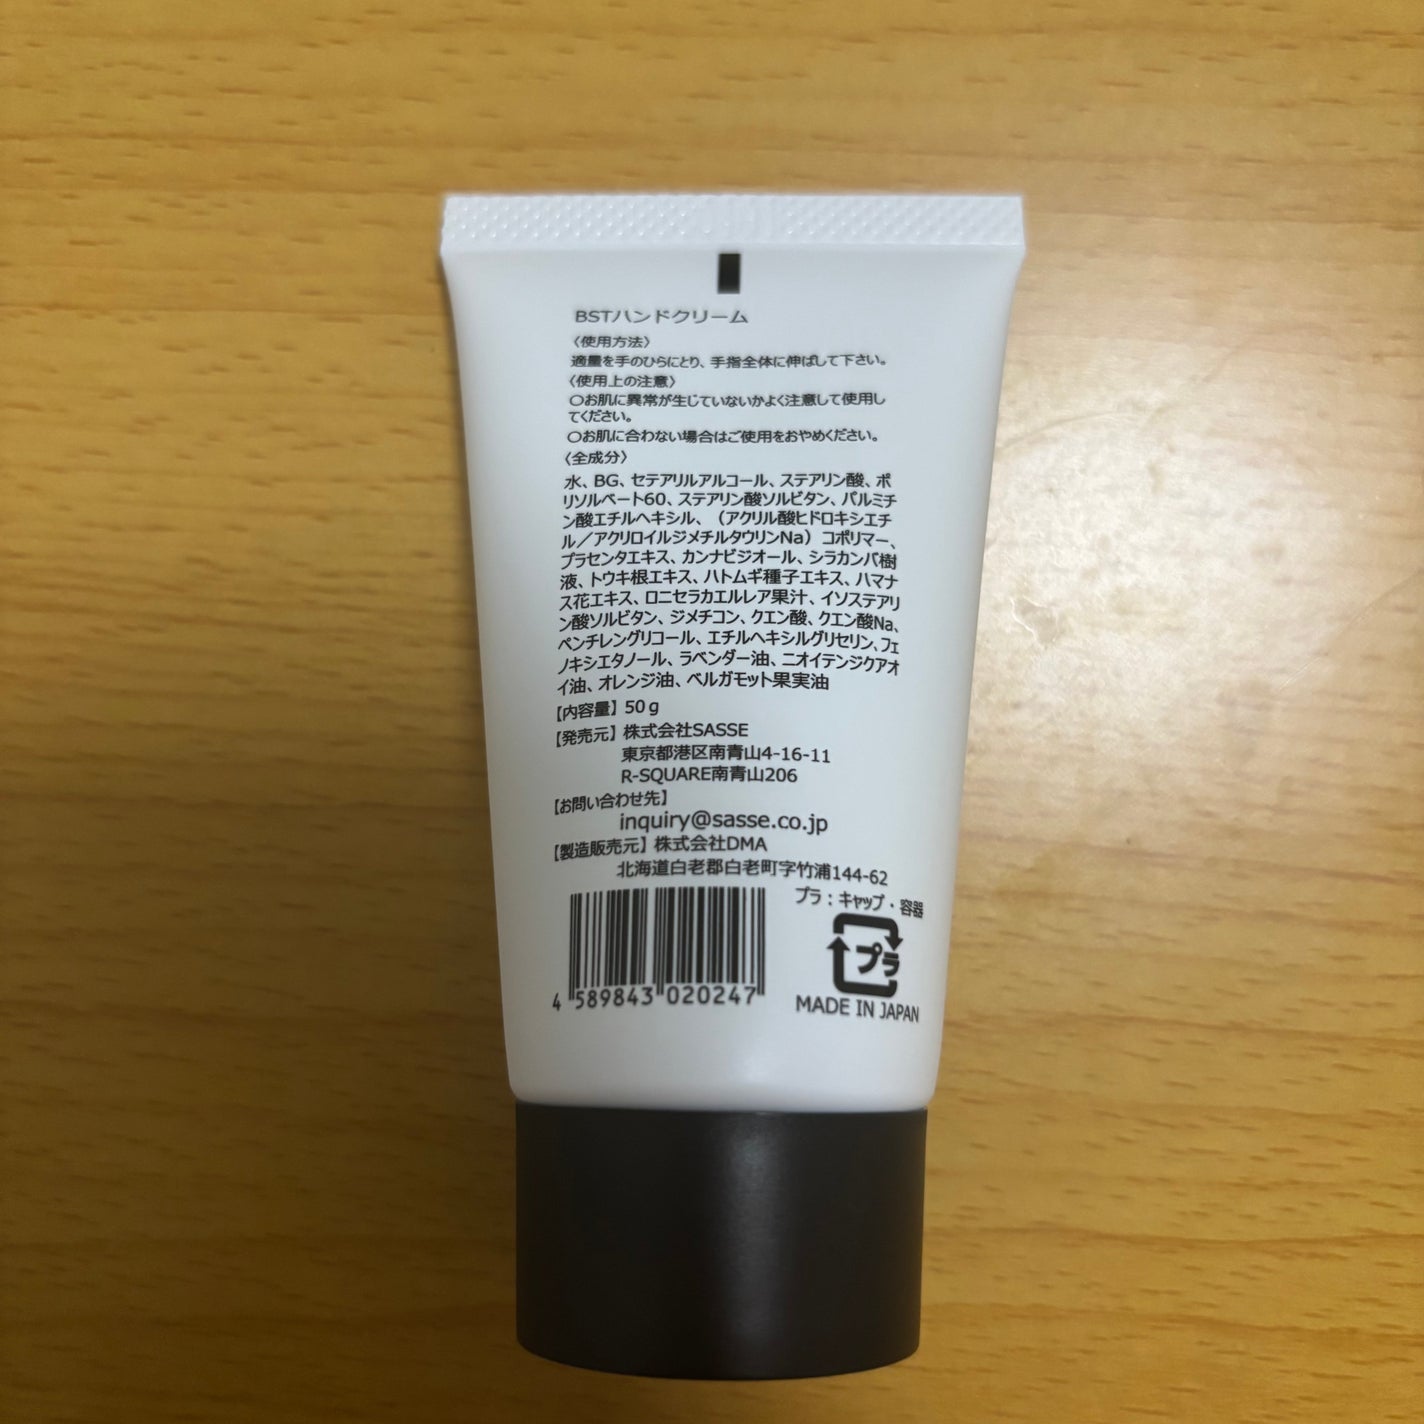 BSTハンドクリーム
〈使用方法〉
適量を手のひらにとり、手指全体に伸ばして下さい。
〈使用上の注意〉
〇お肌に異常が生じていないかよく注意して使用し
てください。
〇お肌に合わない場合はご使用をおやめください。
〈全成分〉
水、BG、セテアリルアルコール、ステアリン酸、ポ
リソルベート60、ステアリン酸ソルビタン、パルミチ
ン酸エチルヘキシル、（アクリル酸ヒドロキシエチ
ル／アクリロイルジメチルタウリンNa）コポリマー、
プラセンタエキス、カンナビジオール、シラカンバ樹
液、トウキ根エキス、ハトムギ種子エキス、ハマナ
ス花エキス、ロニセラカエルレア果汁、イソステアリ
ン酸ソルビタン、ジメチコン、クエン酸、クエン酸Na、
ペンチレングリコール、エチルヘキシルグリセリン、フェ
ノキシエタノール、ラベンダー油、ニオイテンジクアオ
イ油、オレンジ油、ベルガモット果実油
【内容量】50g
【発売元】株式会社SASSE
東京都港区南青山4-16-11
R-SQUARE南青山206
【お問い合わせ先】
inquiry@sasse.co.jp
【製造販売元】株式会社DMA
北海道白老郡白老町字竹浦144-62
プラ：キャップ・容器
プラ
MADE IN JAPAN
4 589843 020247